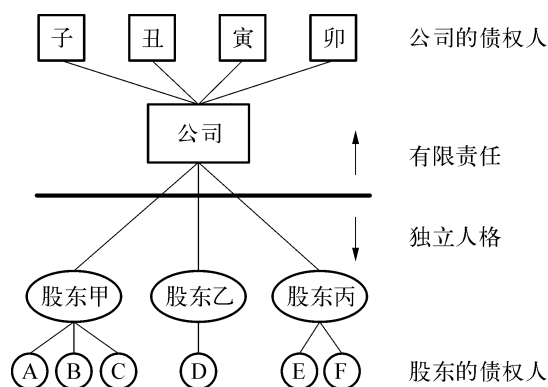 子 丑 寅 卯 公司的债权人
公司
有限责任
独立人格
股东甲 股东乙 股东丙
A B C D E F 股东的债权人